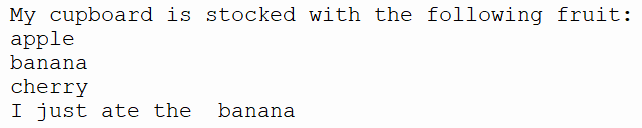 My cupboard is stocked with the following fruit:
apple
banana
cherry
I just ate the  banana